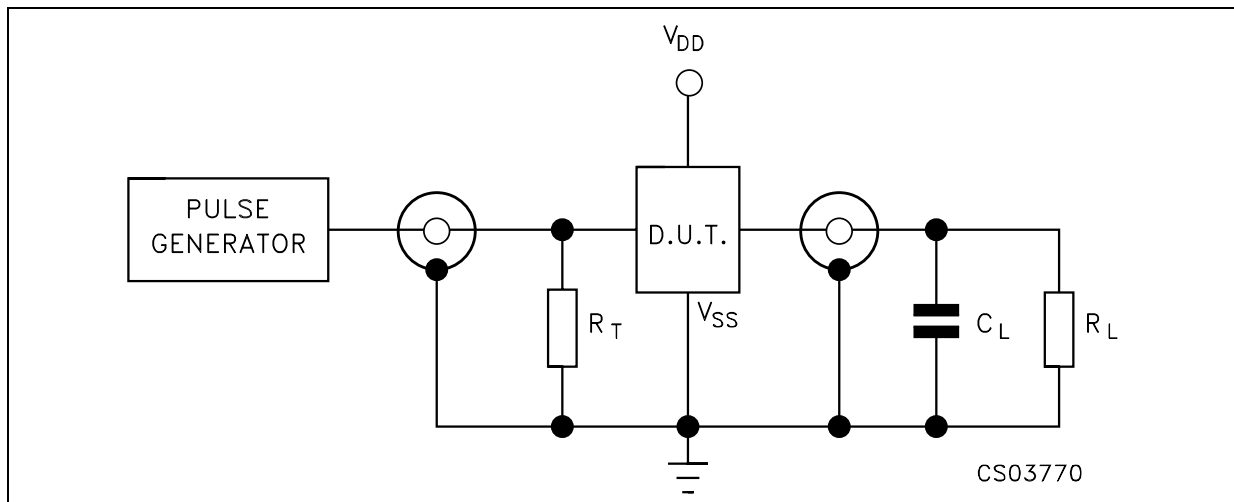 VDD
PULSE
GENERATOR
D.U.T.
VSS
RT
CL
RL
CS03770